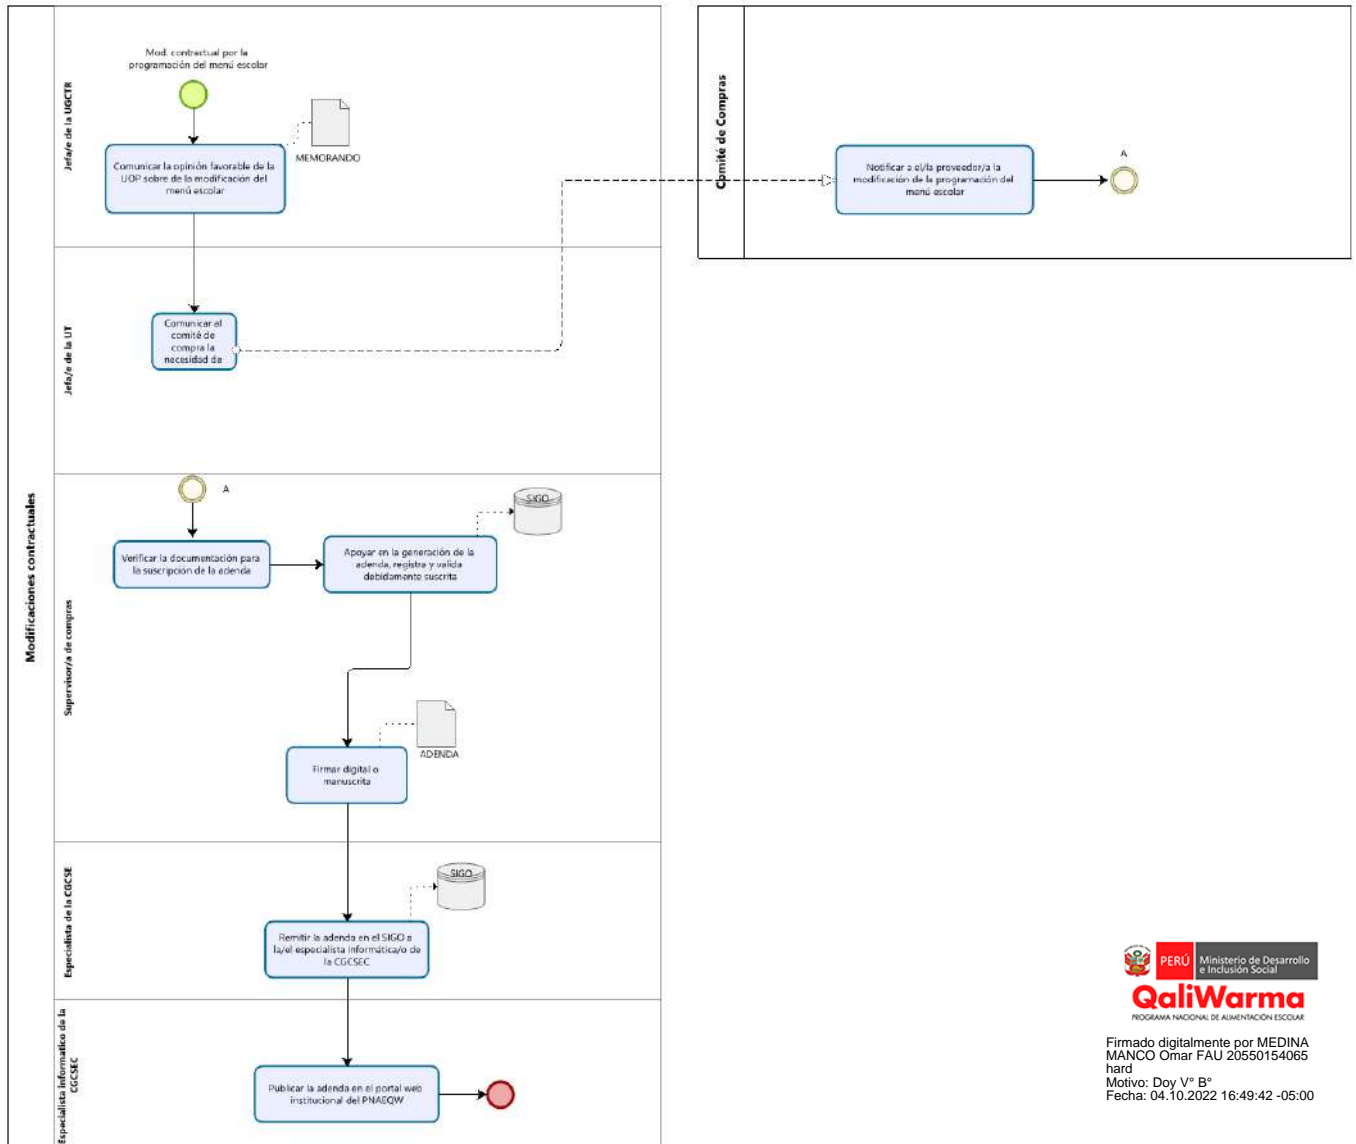 Modificaciones contractuales
Jefa/e de la UGCTR
Mod. contractual por la
programación del menú escolar
Comunicar la opinión favorable de la
UOP sobre de la modificación del
menú escolar
MEMORANDO
Jefa/e de la UT
Comunicar al
comité de
compra la
necesidad de
Comité de Compras
Notificar a el/la proveedor/a la
modificación de la programación del
menú escolar
A
Supervisor/a de compras
A
Verificar la documentación para
la suscripción de la adenda
Apoyar en la generación de la
adenda, registra y valida
debidamente suscrita
SIGO
Firmar digital o
manuscrita
ADENDA
Especialista de la CGCSE
Remitir la adenda en el SIGO a
la/el especialista informática/o de
la CGCSEC
SIGO
Especialista informatico de la
CGCSEC
Publicar la adenda en el portal web
institucional del PNAEQW
PERÚ
Ministerio de Desarrollo
e Inclusión Social
QaliWarma
PROGRAMA NACIONAL DE ALIMENTACIÓN ESCOLAR
Firmado digitalmente por MEDINA
MANCO Omar FAU 20550154065
hard
Motivo: Doy V° B°
Fecha: 04.10.2022 16:49:42 -05:00